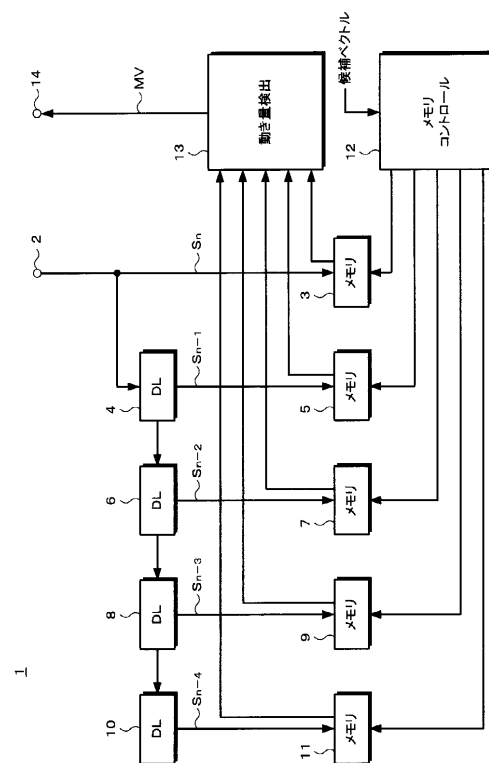 1
2
14
MV
Sn
13
動き量検出
4
DL
Sn-1
6
DL
Sn-2
8
DL
Sn-3
10
DL
Sn-4
3
メモリ
5
メモリ
7
メモリ
9
メモリ
11
メモリ
12
メモリ
コントロール
候補ベクトル